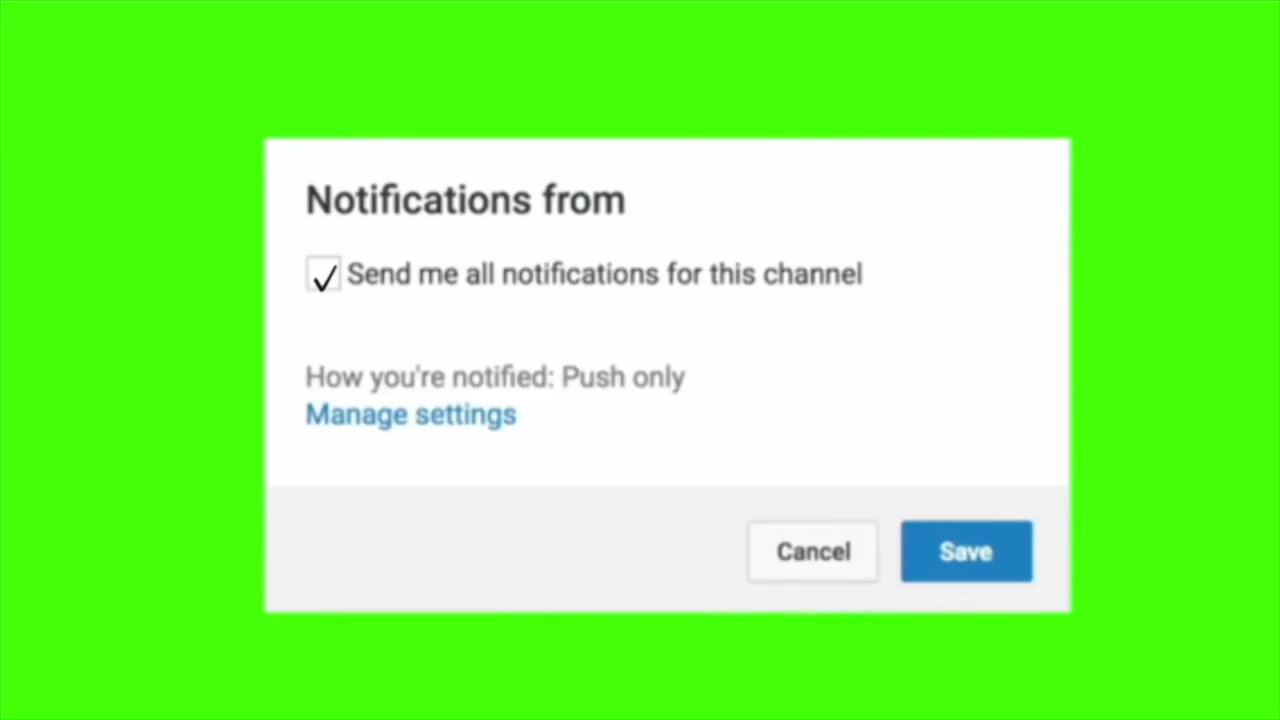 Notifications from
Send me all notifications for this channel
How you're notified: Push only
Manage settings
Cancel Save